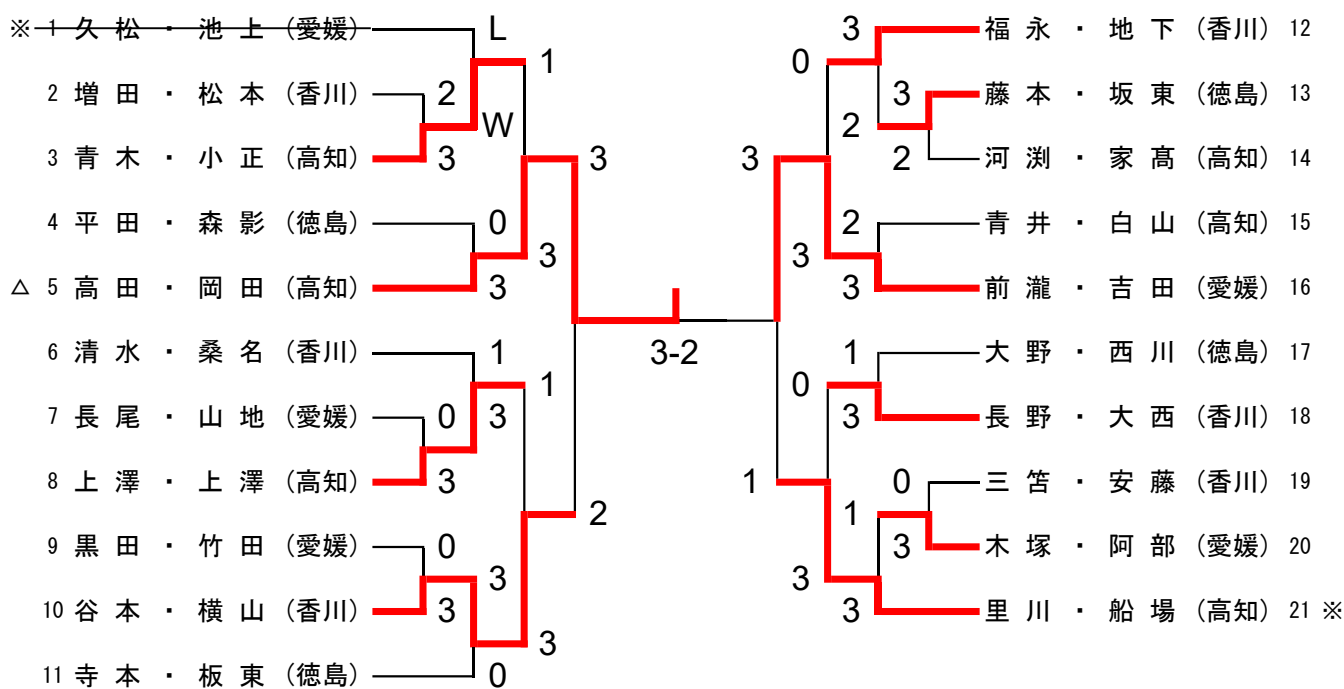 ※ 1 久松・池上 (愛媛)
L
1
2 増田・松本 (香川)
2
W
3 青木・小正 (高知)
3
3
4 平田・森影 (徳島)
0
3
△ 5 高田・岡田 (高知)
3
6 清水・桑名 (香川)
1
1
7 長尾・山地 (愛媛)
0
3
8 上澤・上澤 (高知)
3
2
9 黒田・竹田 (愛媛)
0
3
10 谷本・横山 (香川)
3
3
11 寺本・板東 (徳島)
0
3-2
3
福永・地下 (香川) 12
0
3
藤本・坂東 (徳島) 13
2
3
2
河渕・家髙 (高知) 14
2
青井・白山 (高知) 15
3
3
前瀧・吉田 (愛媛) 16
1
大野・西川 (徳島) 17
0
3
長野・大西 (香川) 18
1
0
三笘・安藤 (香川) 19
1
3
木塚・阿部 (愛媛) 20
3
3
里川・船場 (高知) 21 ※